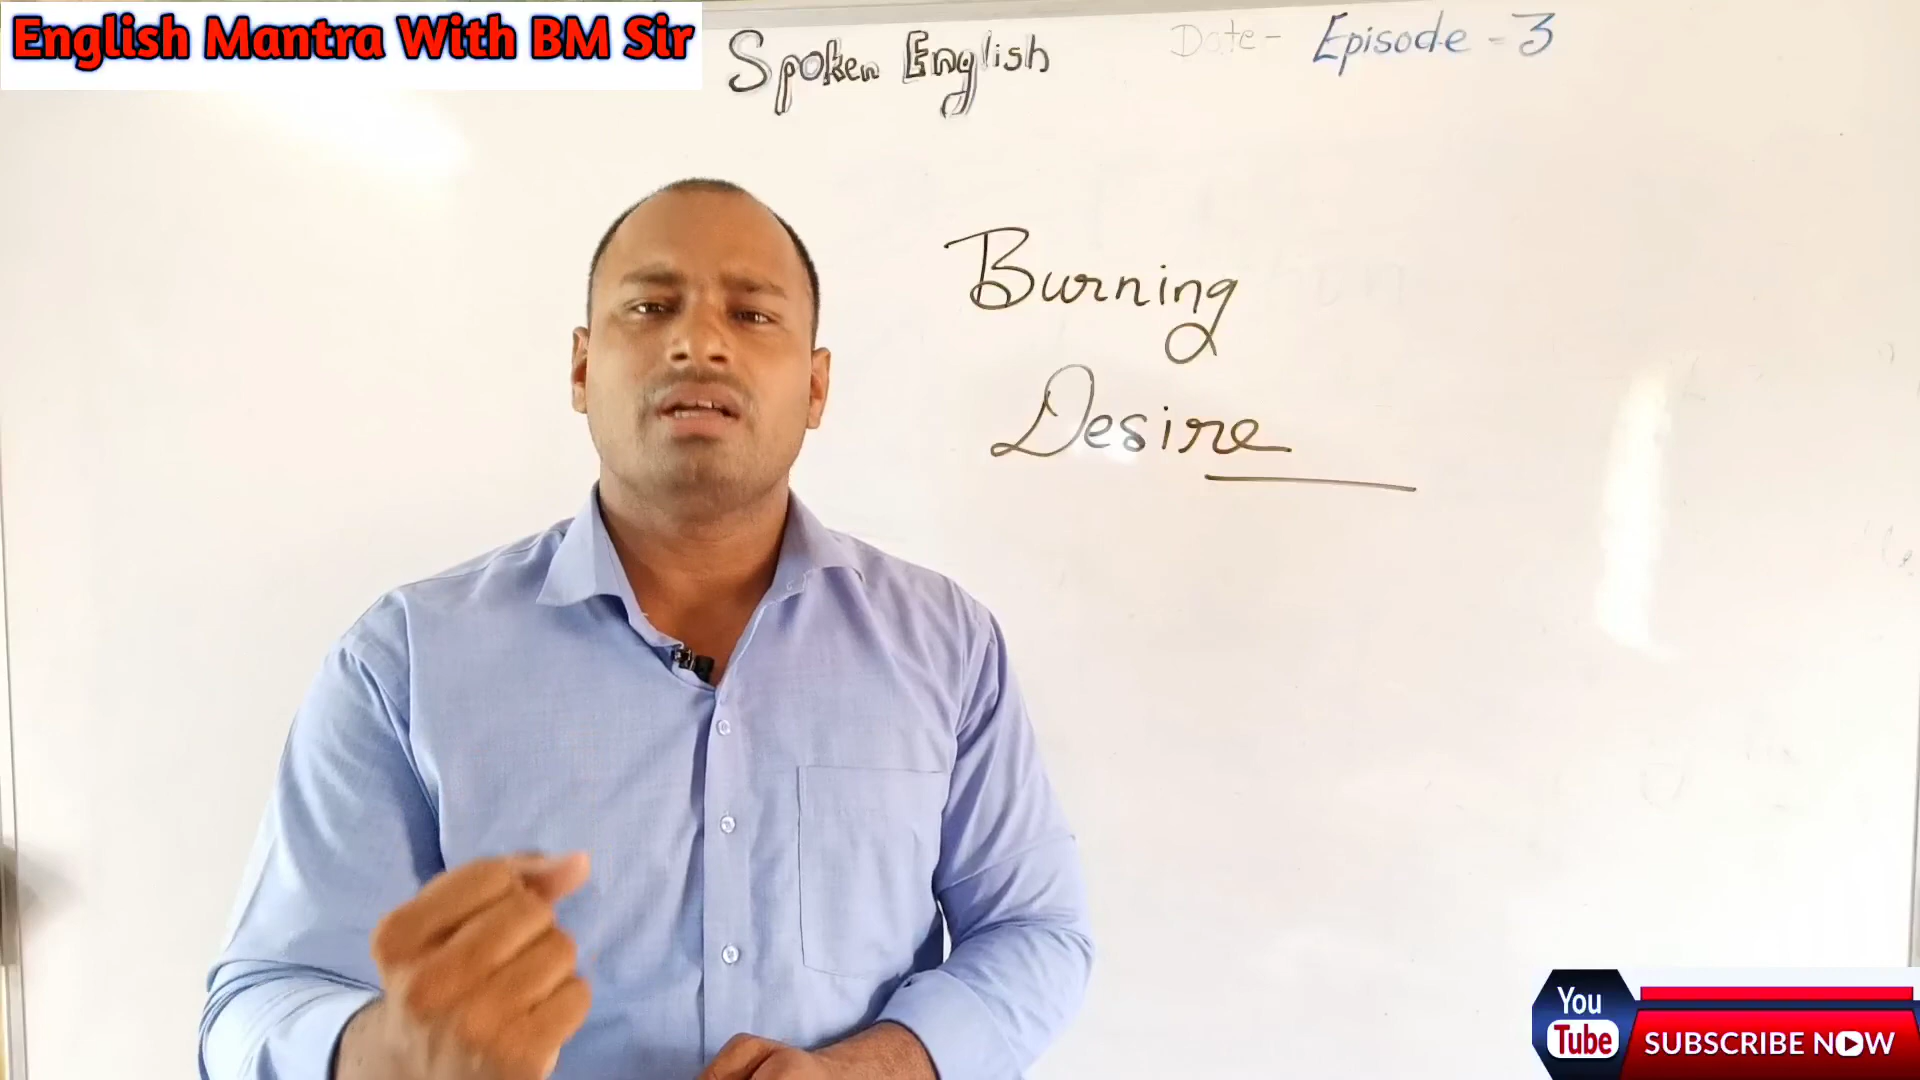 English Mantra With BM Sir
Spoken English
Date - Episode - 3
Burning
Desire
You
Tube
SUBSCRIBE NOW